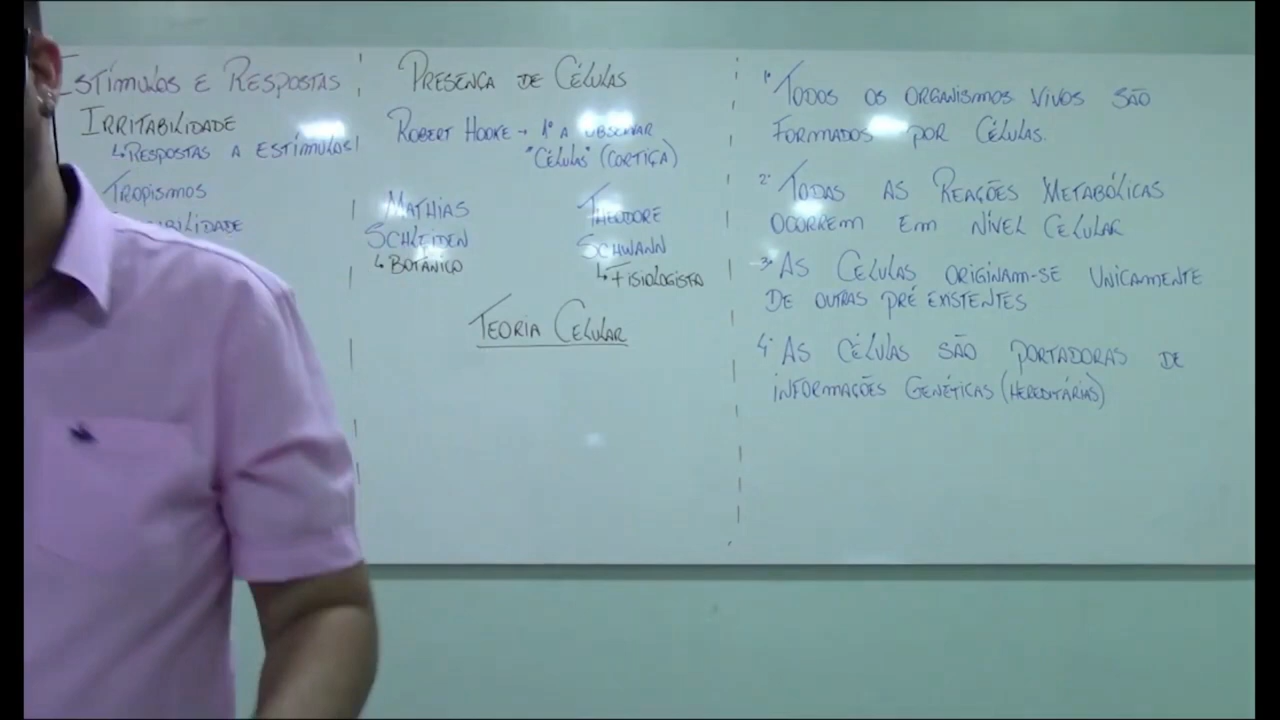 Estímulos e Respostas
Irritabilidade
↳ Respostas a estímulos
Tropismos
Presença de Células
Robert Hooke → 1º a observar
"Células" (cortiça)
Mathias
Schleiden
↳ Botânico
Theodore
Schwann
↳ Fisiologista
Teoria Celular
1º Todos os organismos vivos são
formados por células.
2º Todas as Reações Metabólicas
ocorrem em nível celular
3º As celulas originam-se unicamente
de outras pré existentes
4º As células são portadoras de
informações genéticas (hereditárias)